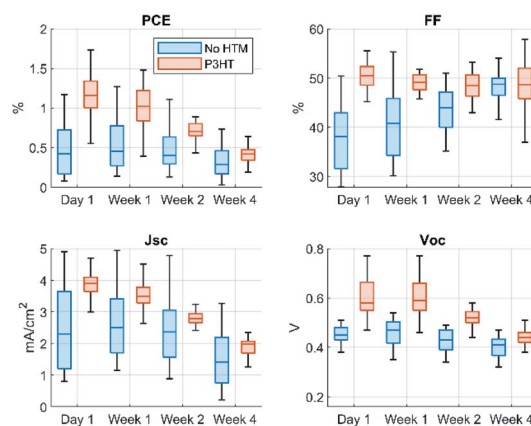 PCE
2
1.5
1
0.5
0
%
No HTM
P3HT
Day 1 Week 1 Week 2 Week 4
FF
60
50
40
30
%
Day 1 Week 1 Week 2 Week 4
Jsc
5
4
3
2
1
0
mA/cm²
Day 1 Week 1 Week 2 Week 4
Voc
0.8
0.6
0.4
0.2
V
Day 1 Week 1 Week 2 Week 4